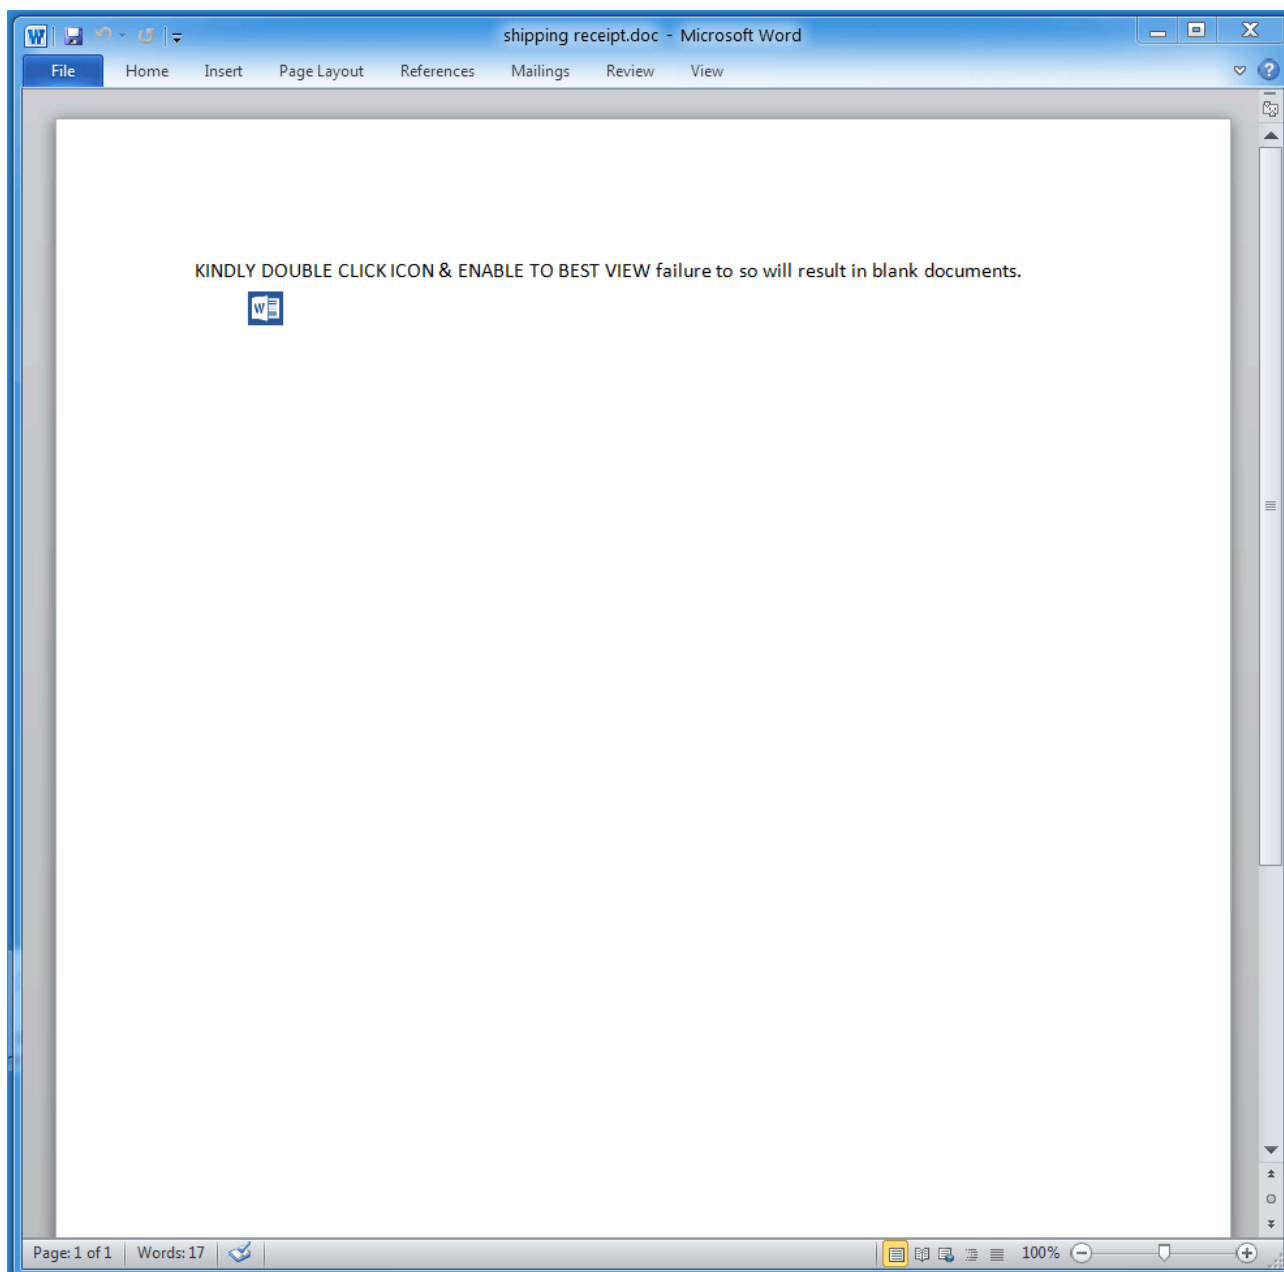 shipping receipt.doc - Microsoft Word
File Home Insert Page Layout References Mailings Review View
KINDLY DOUBLE CLICK ICON & ENABLE TO BEST VIEW failure to so will result in blank documents.
Page: 1 of 1 Words: 17 100%